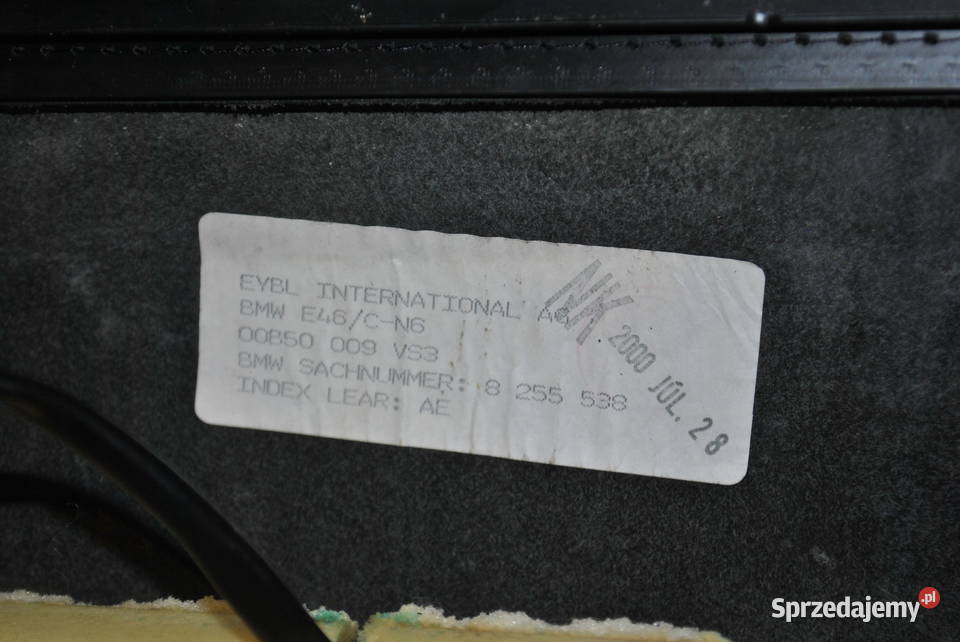 EYBL INTERNATIONAL AG
BMW E46/C-N6
00850 009 VS3
BMW SACHNUMMER: 8 255 538
INDEX LEAR: AE
NK
2000 JÚL. 28
Sprzedajemy.pl